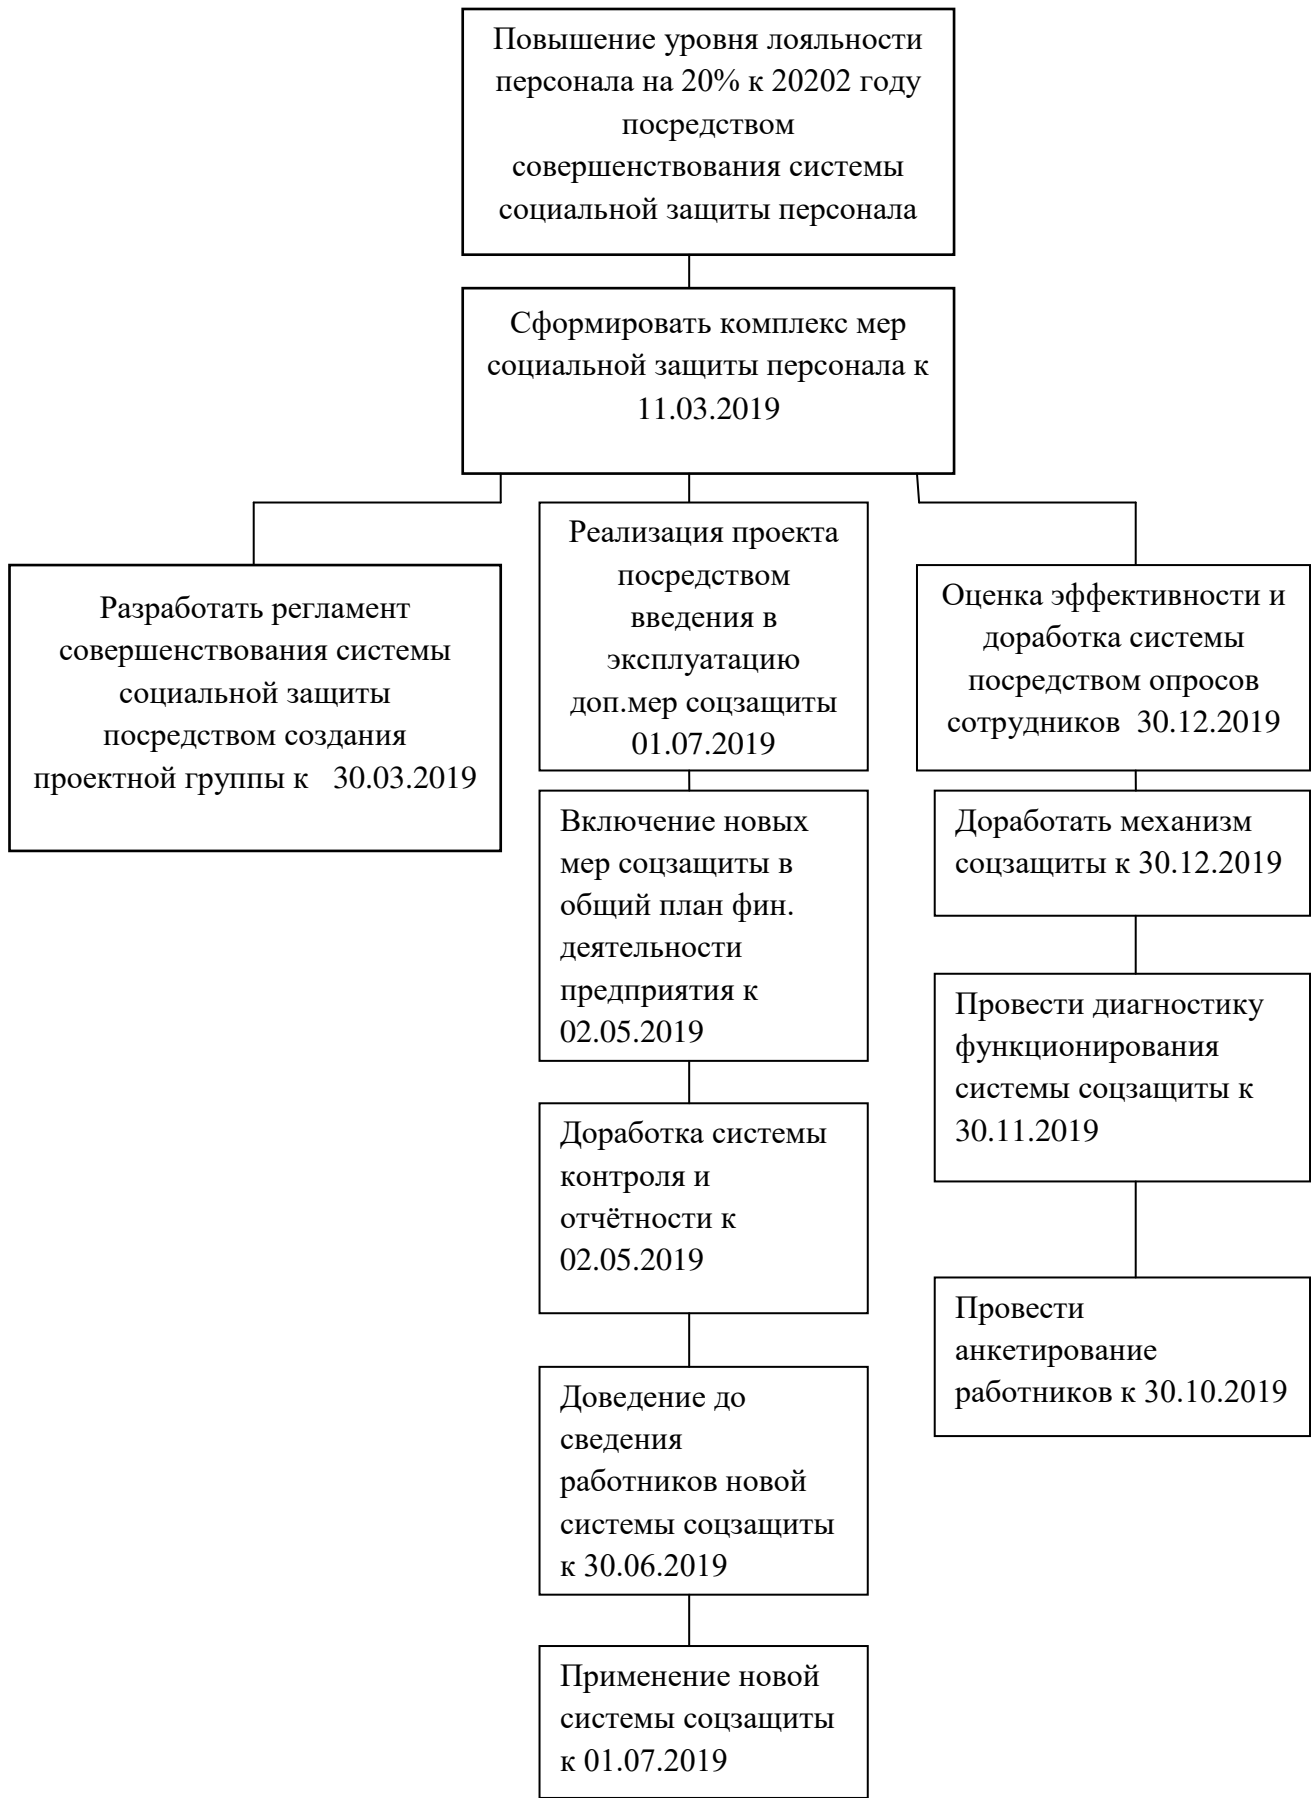 Повышение уровня лояльности
персонала на 20% к 20202 году
посредством
совершенствования системы
социальной защиты персонала
Сформировать комплекс мер
социальной защиты персонала к
11.03.2019
Разработать регламент
совершенствования системы
социальной защиты
посредством создания
проектной группы к 30.03.2019
Реализация проекта
посредством
введения в
эксплуатацию
доп.мер соцзащиты
01.07.2019
Включение новых
мер соцзащиты в
общий план фин.
деятельности
предприятия к
02.05.2019
Доработка системы
контроля и
отчётности к
02.05.2019
Доведение до
сведения
работников новой
системы соцзащиты
к 30.06.2019
Применение новой
системы соцзащиты
к 01.07.2019
Оценка эффективности и
доработка системы
посредством опросов
сотрудников 30.12.2019
Доработать механизм
соцзащиты к 30.12.2019
Провести диагностику
функционирования
системы соцзащиты к
30.11.2019
Провести
анкетирование
работников к 30.10.2019